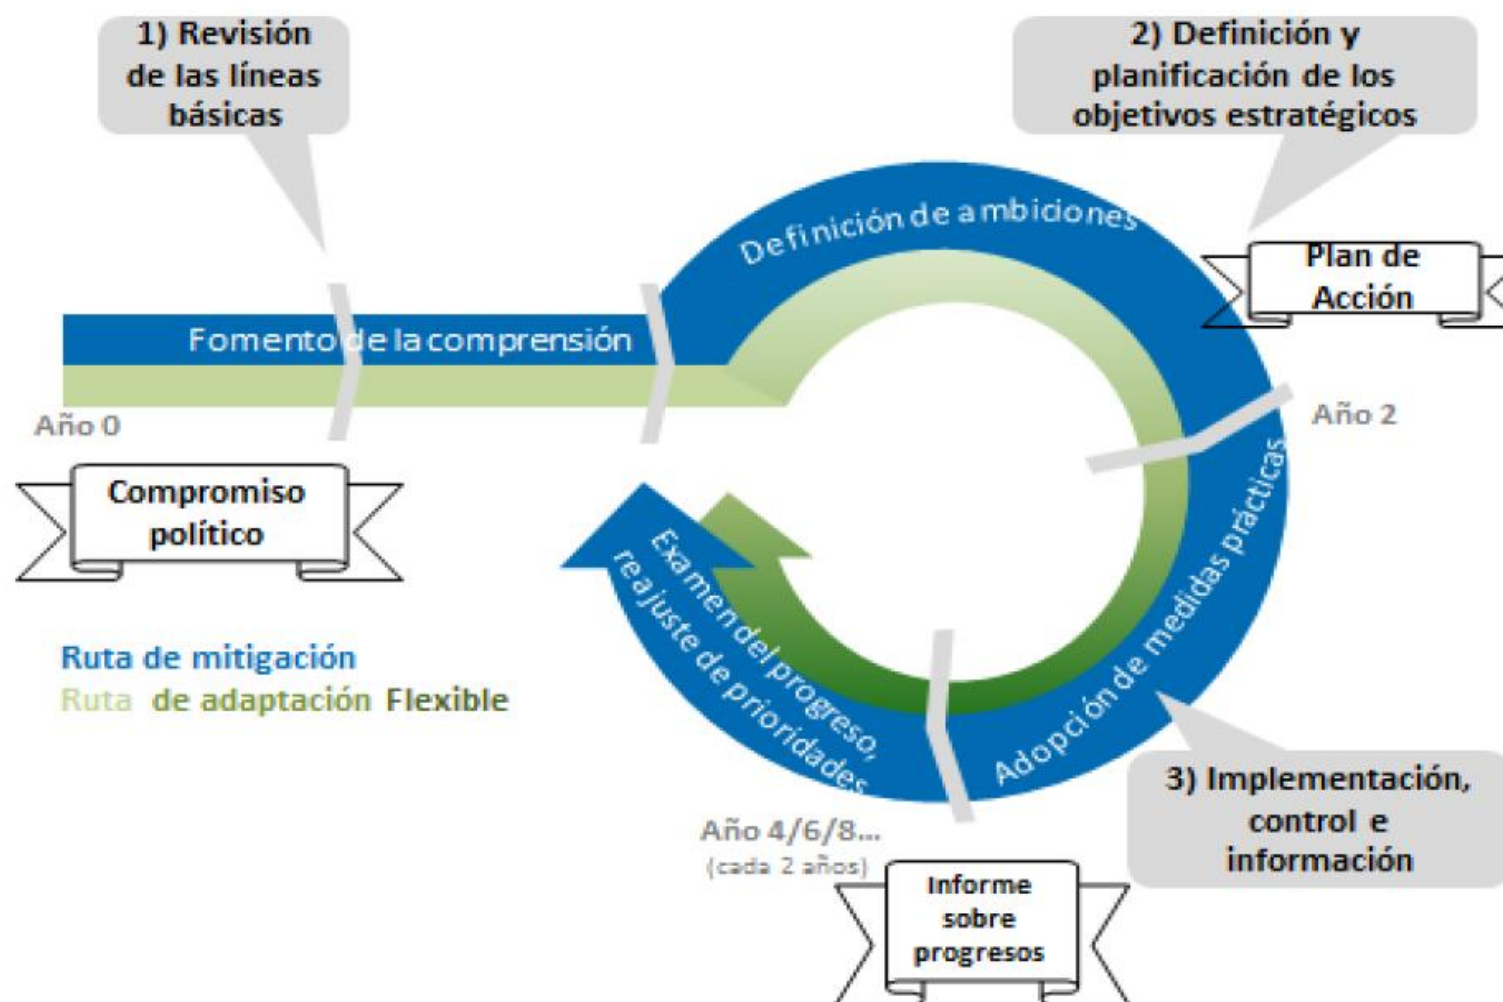 1) Revisión
de las líneas
básicas
2) Definición y
planificación de los
objetivos estratégicos
Definición de ambiciones
Plan de
Acción
Fomento de la comprensión
Año 0
Año 2
Compromiso
político
Examen del progreso,
reajuste de prioridades
Adopción de medidas prácticas
Ruta de mitigación
Ruta de adaptación Flexible
3) Implementación,
control e
información
Año 4/6/8...
(cada 2 años)
Informe
sobre
progresos